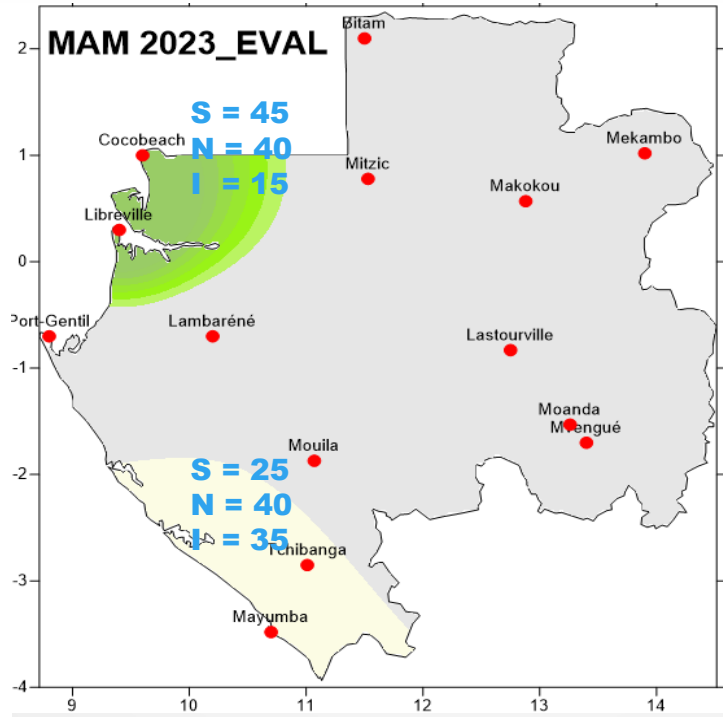 MAM 2023_EVAL
Bitam
2
S = 45
N = 40
I = 15
Cocobeach
1
Mekambo
Mitzic
Makokou
Libreville
0
Port-Gentil
Lambaréné
Lastourville
-1
Moanda
Mvengué
Mouila
-2
S = 25
N = 40
I = 35
Tchibanga
-3
Mayumba
-4
9 10 11 12 13 14